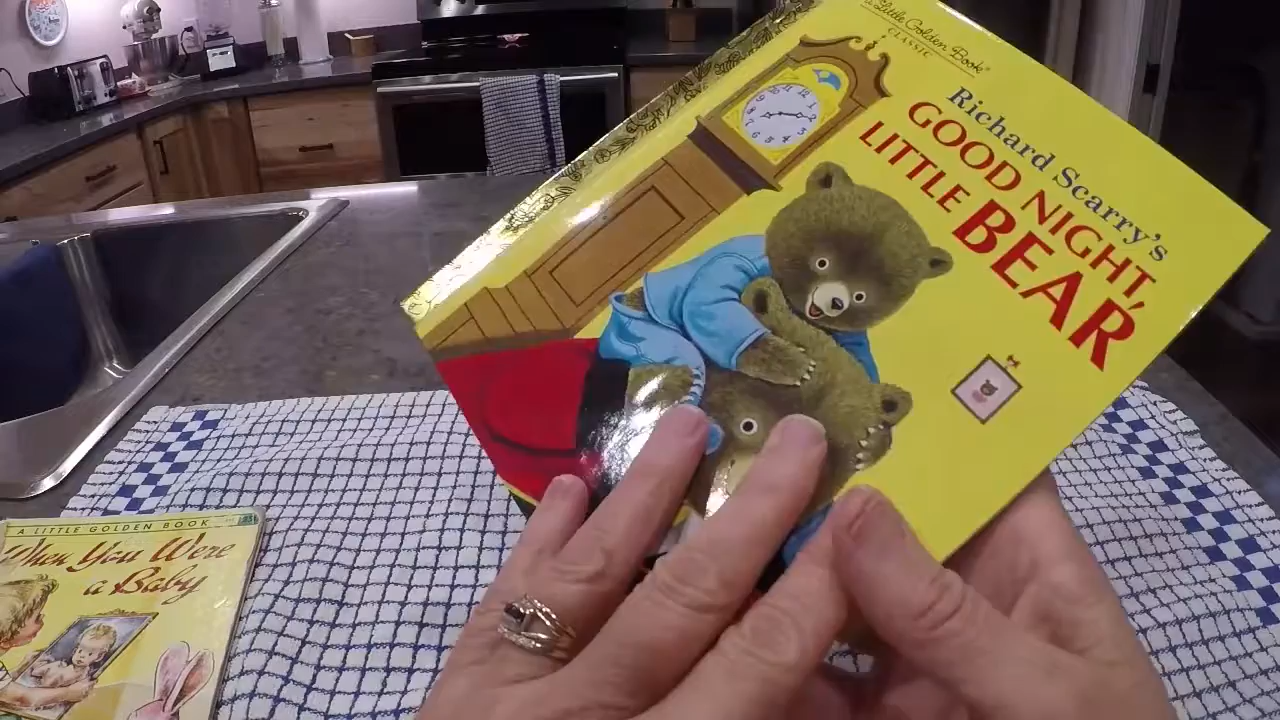 a Little Golden Book®
CLASSIC
Richard Scarry's
GOOD NIGHT,
LITTLE BEAR
A LITTLE GOLDEN BOOK
When You Were
a Baby